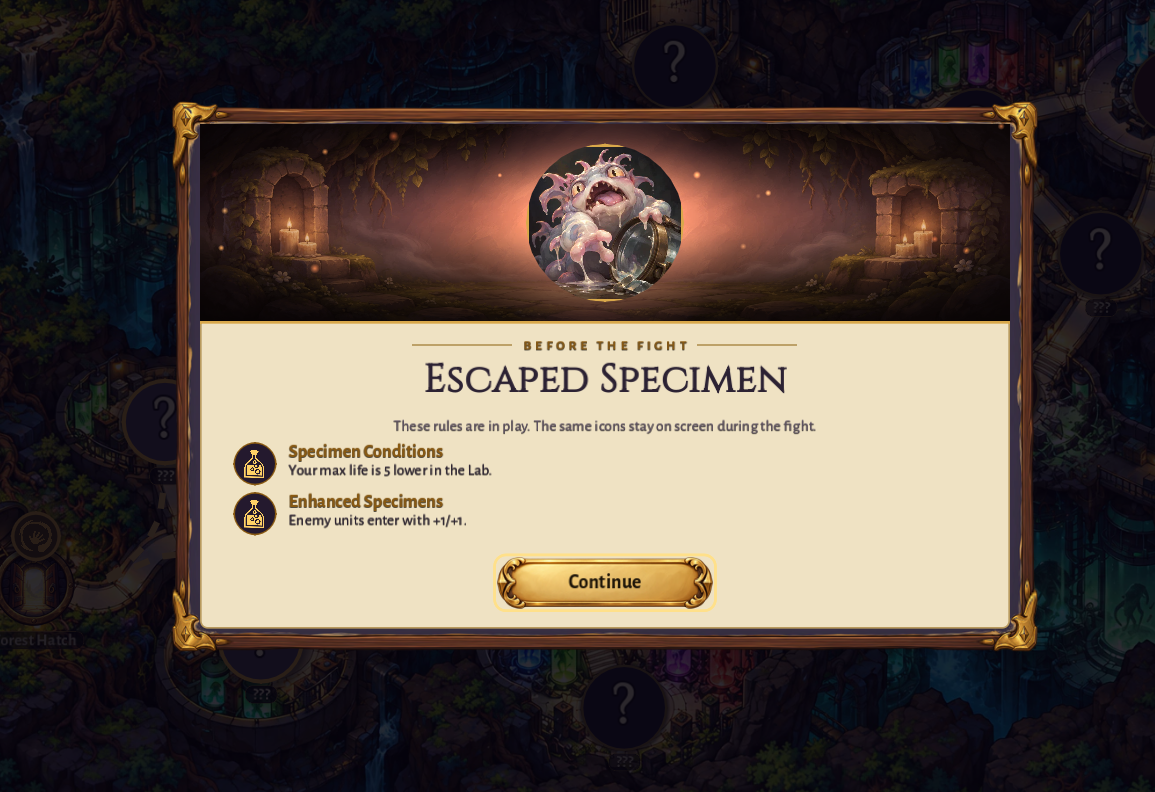 ?
?
?
???
BEFORE THE FIGHT
Escaped Specimen
These rules are in play. The same icons stay on screen during the fight.
Specimen Conditions
Your max life is 5 lower in the Lab.
Enhanced Specimens
Enemy units enter with +1/+1.
Continue
orest Hatch
???
?
???